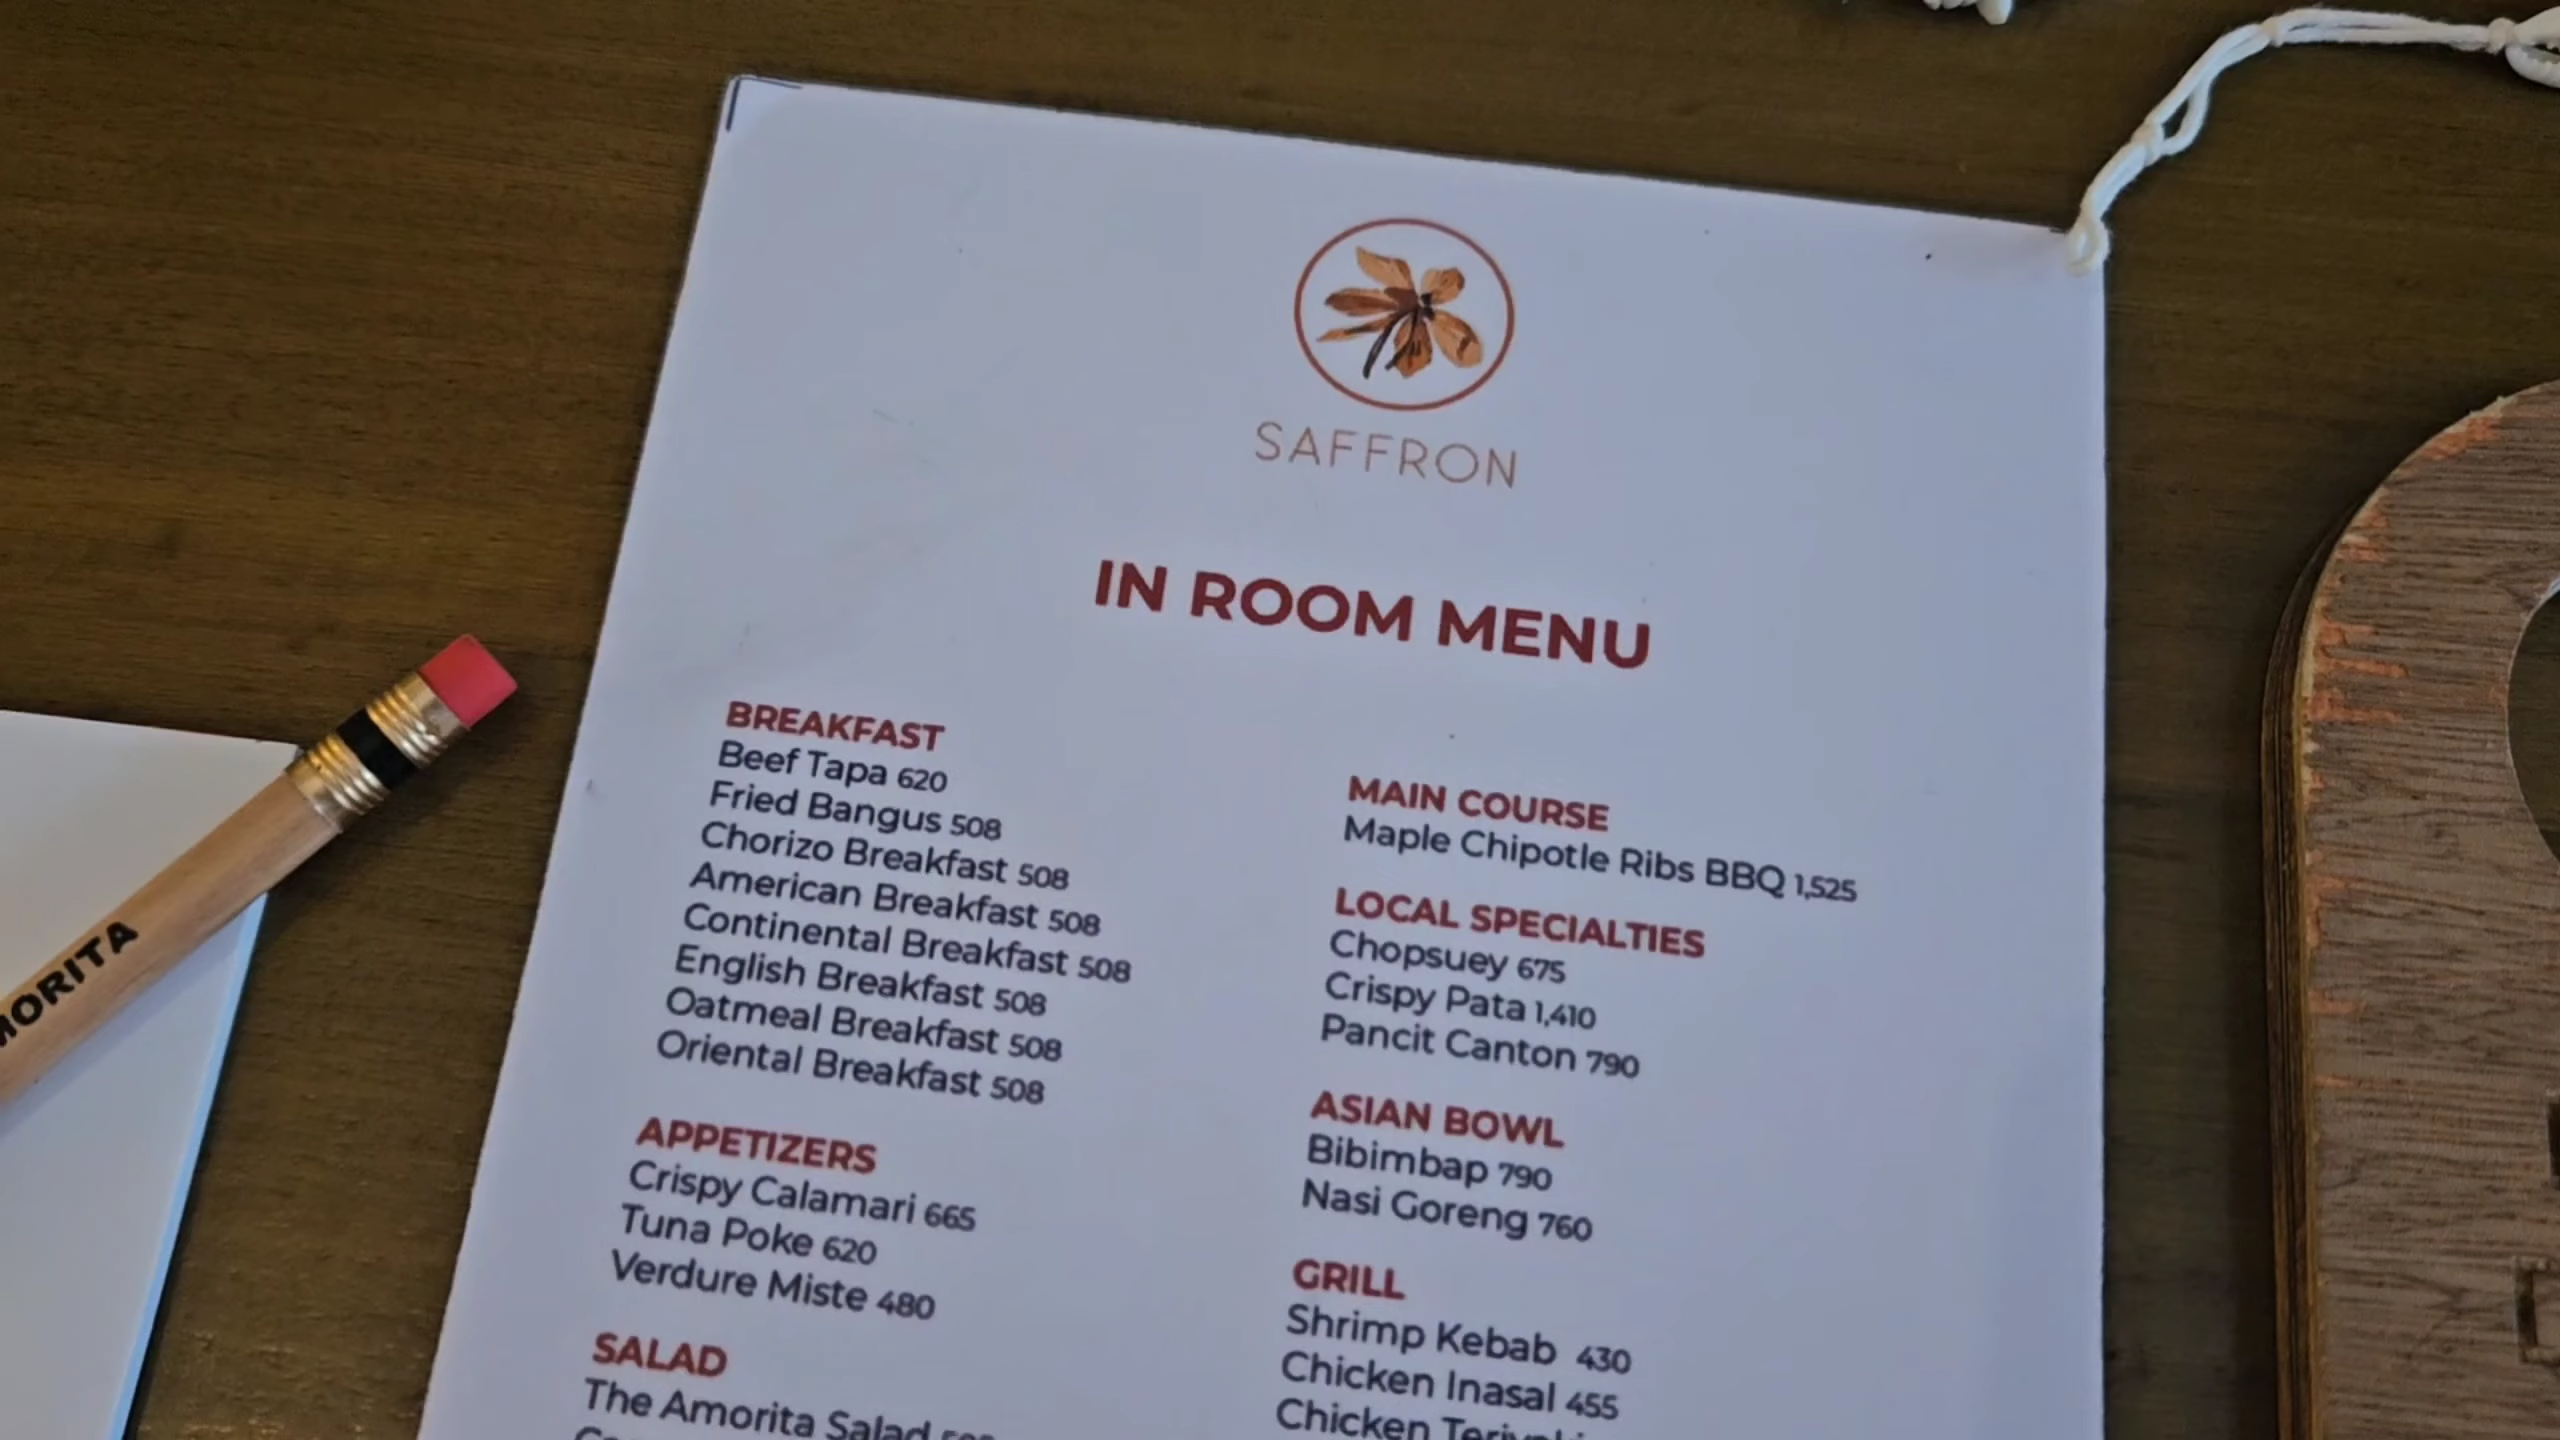 SAFFRON
IN ROOM MENU
BREAKFAST
Beef Tapa 620
Fried Bangus 508
Chorizo Breakfast 508
American Breakfast 508
Continental Breakfast 508
English Breakfast 508
Oatmeal Breakfast 508
Oriental Breakfast 508
APPETIZERS
Crispy Calamari 665
Tuna Poke 620
Verdure Miste 480
SALAD
The Amorita Salad
MAIN COURSE
Maple Chipotle Ribs BBQ 1,525
LOCAL SPECIALTIES
Chopsuey 675
Crispy Pata 1,410
Pancit Canton 790
ASIAN BOWL
Bibimbap 790
Nasi Goreng 760
GRILL
Shrimp Kebab 430
Chicken Inasal 455
Chicken
MORITA